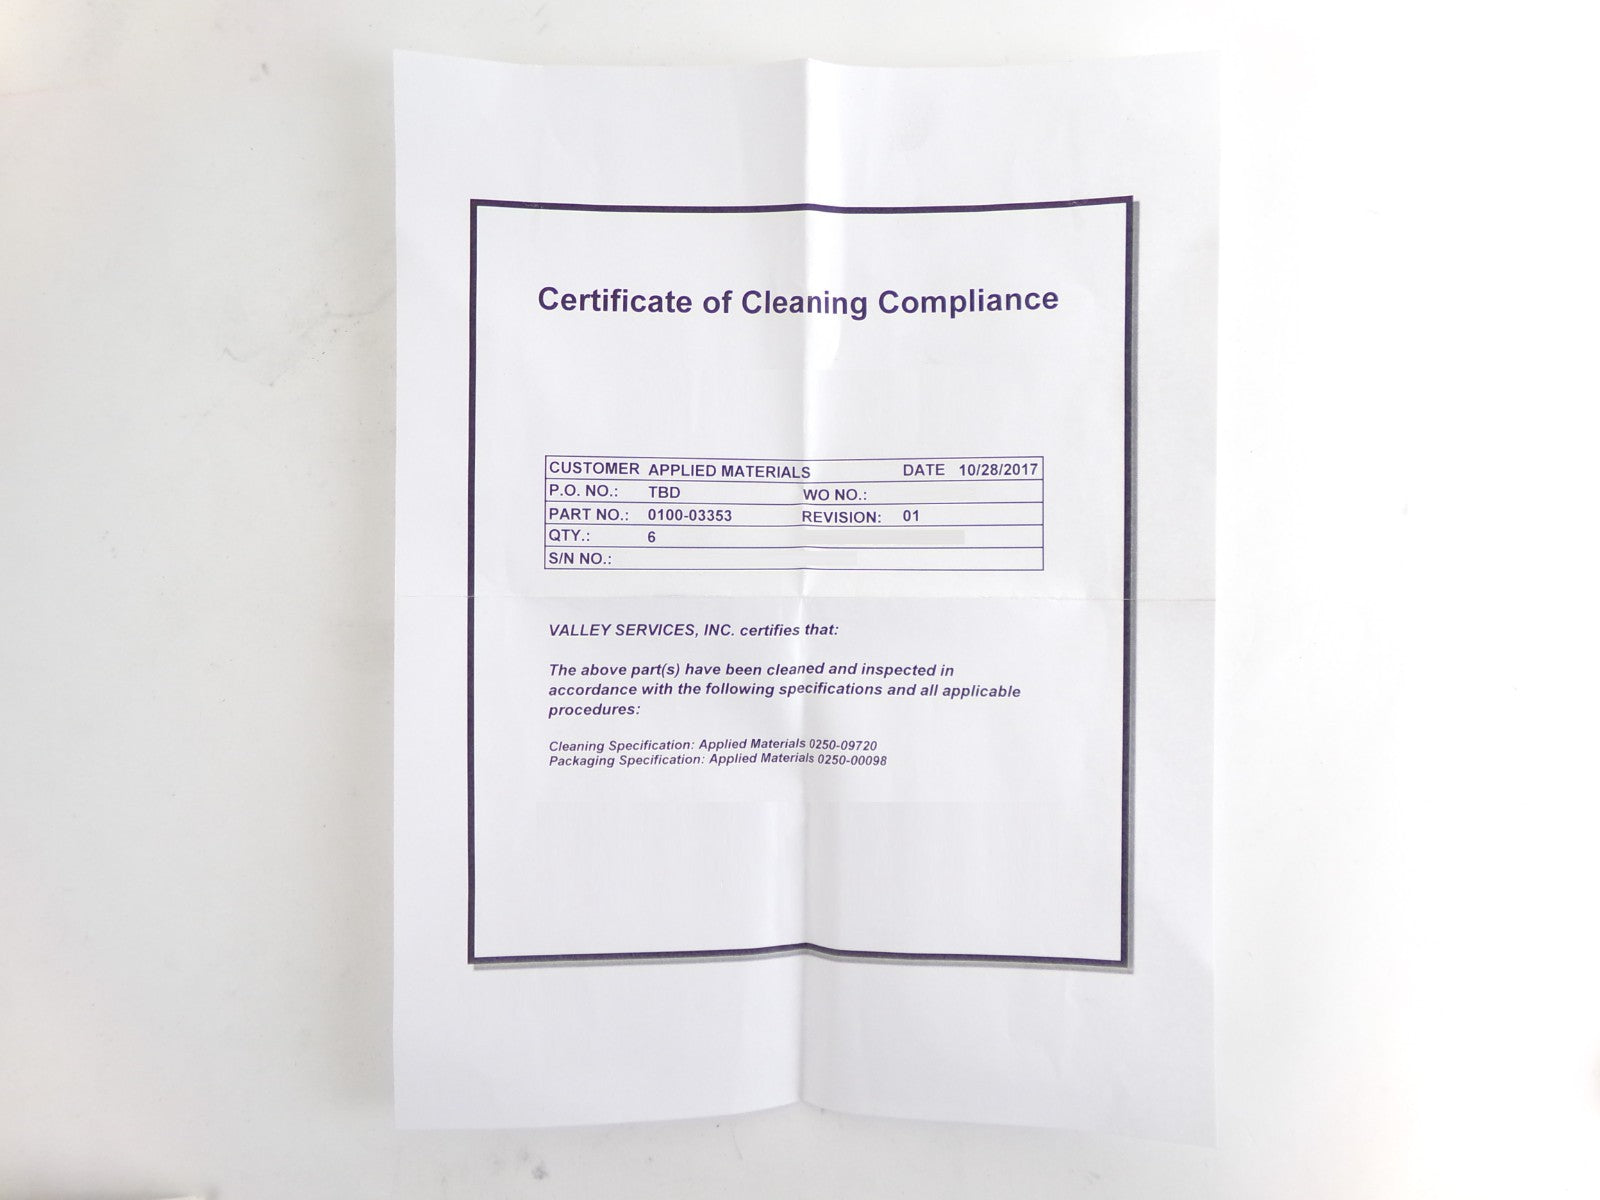 Certificate of Cleaning Compliance
CUSTOMER APPLIED MATERIALS DATE 10/28/2017
P.O. NO.: TBD WO NO.:
PART NO.: 0100-03353 REVISION: 01
QTY.: 6
S/N NO.:
VALLEY SERVICES, INC. certifies that:
The above part(s) have been cleaned and inspected in
accordance with the following specifications and all applicable
procedures:
Cleaning Specification: Applied Materials 0250-09720
Packaging Specification: Applied Materials 0250-00098